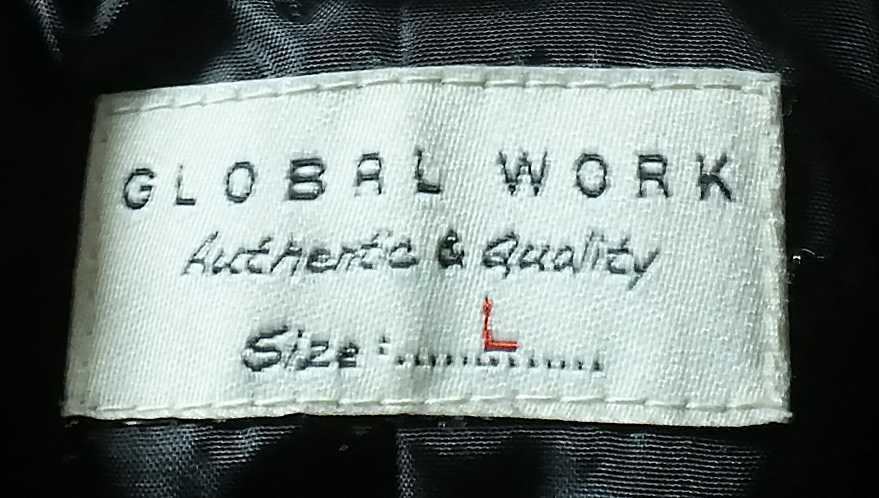 GLOBAL WORK
Authentic & Quality
Size:............L